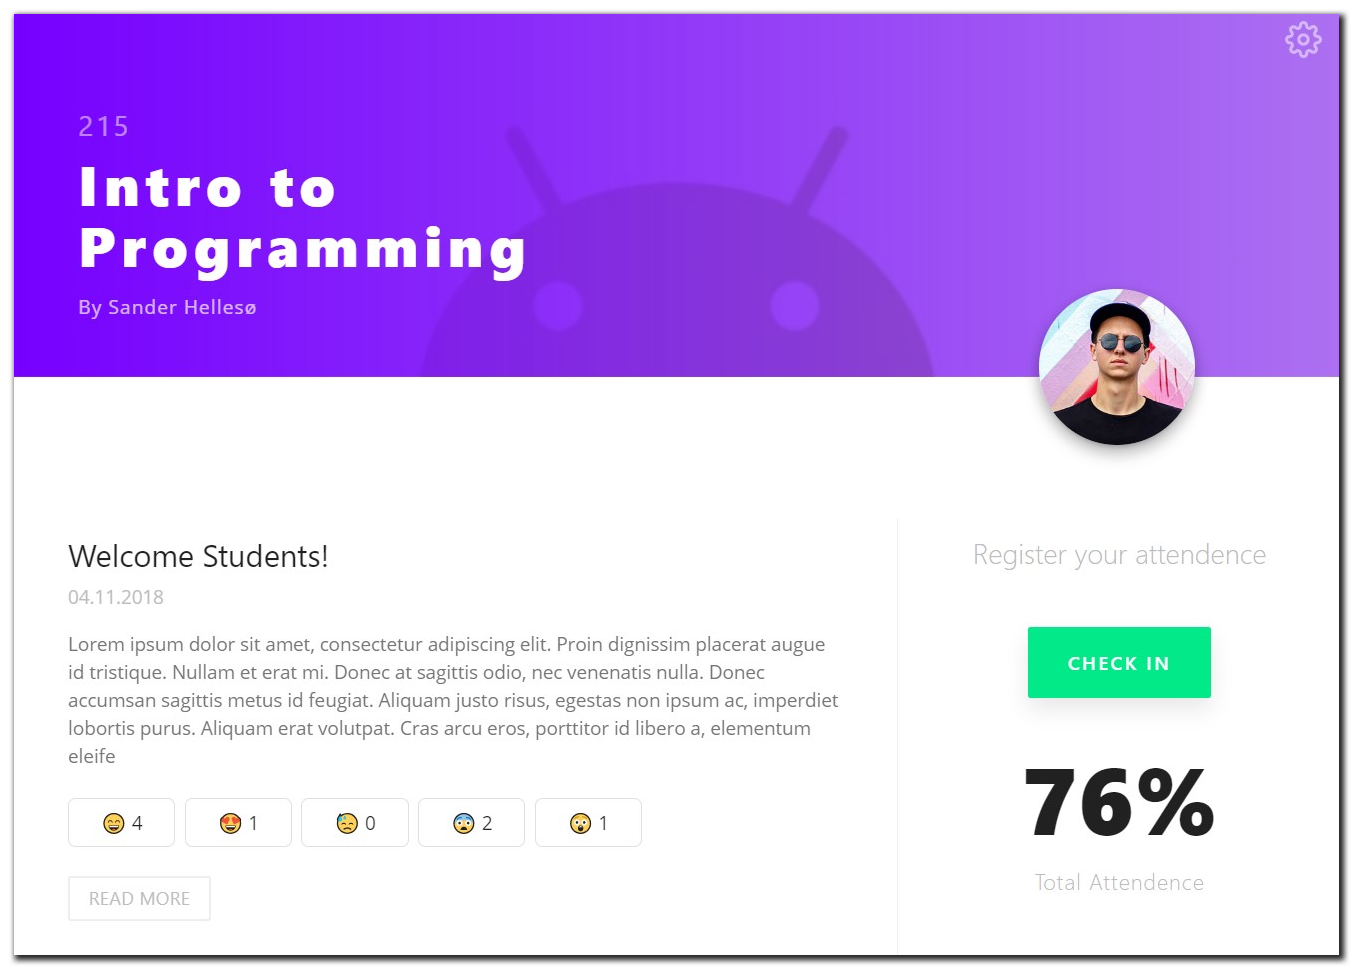 215
Intro to
Programming
By Sander Hellesø
Welcome Students!
04.11.2018
Lorem ipsum dolor sit amet, consectetur adipiscing elit. Proin dignissim placerat augue
id tristique. Nullam et erat mi. Donec at sagittis odio, nec venenatis nulla. Donec
accumsan sagittis metus id feugiat. Aliquam justo risus, egestas non ipsum ac, imperdiet
lobortis purus. Aliquam erat volutpat. Cras arcu eros, porttitor id libero a, elementum
eleife
4 1 0 2 1
READ MORE
Register your attendence
CHECK IN
76%
Total Attendence